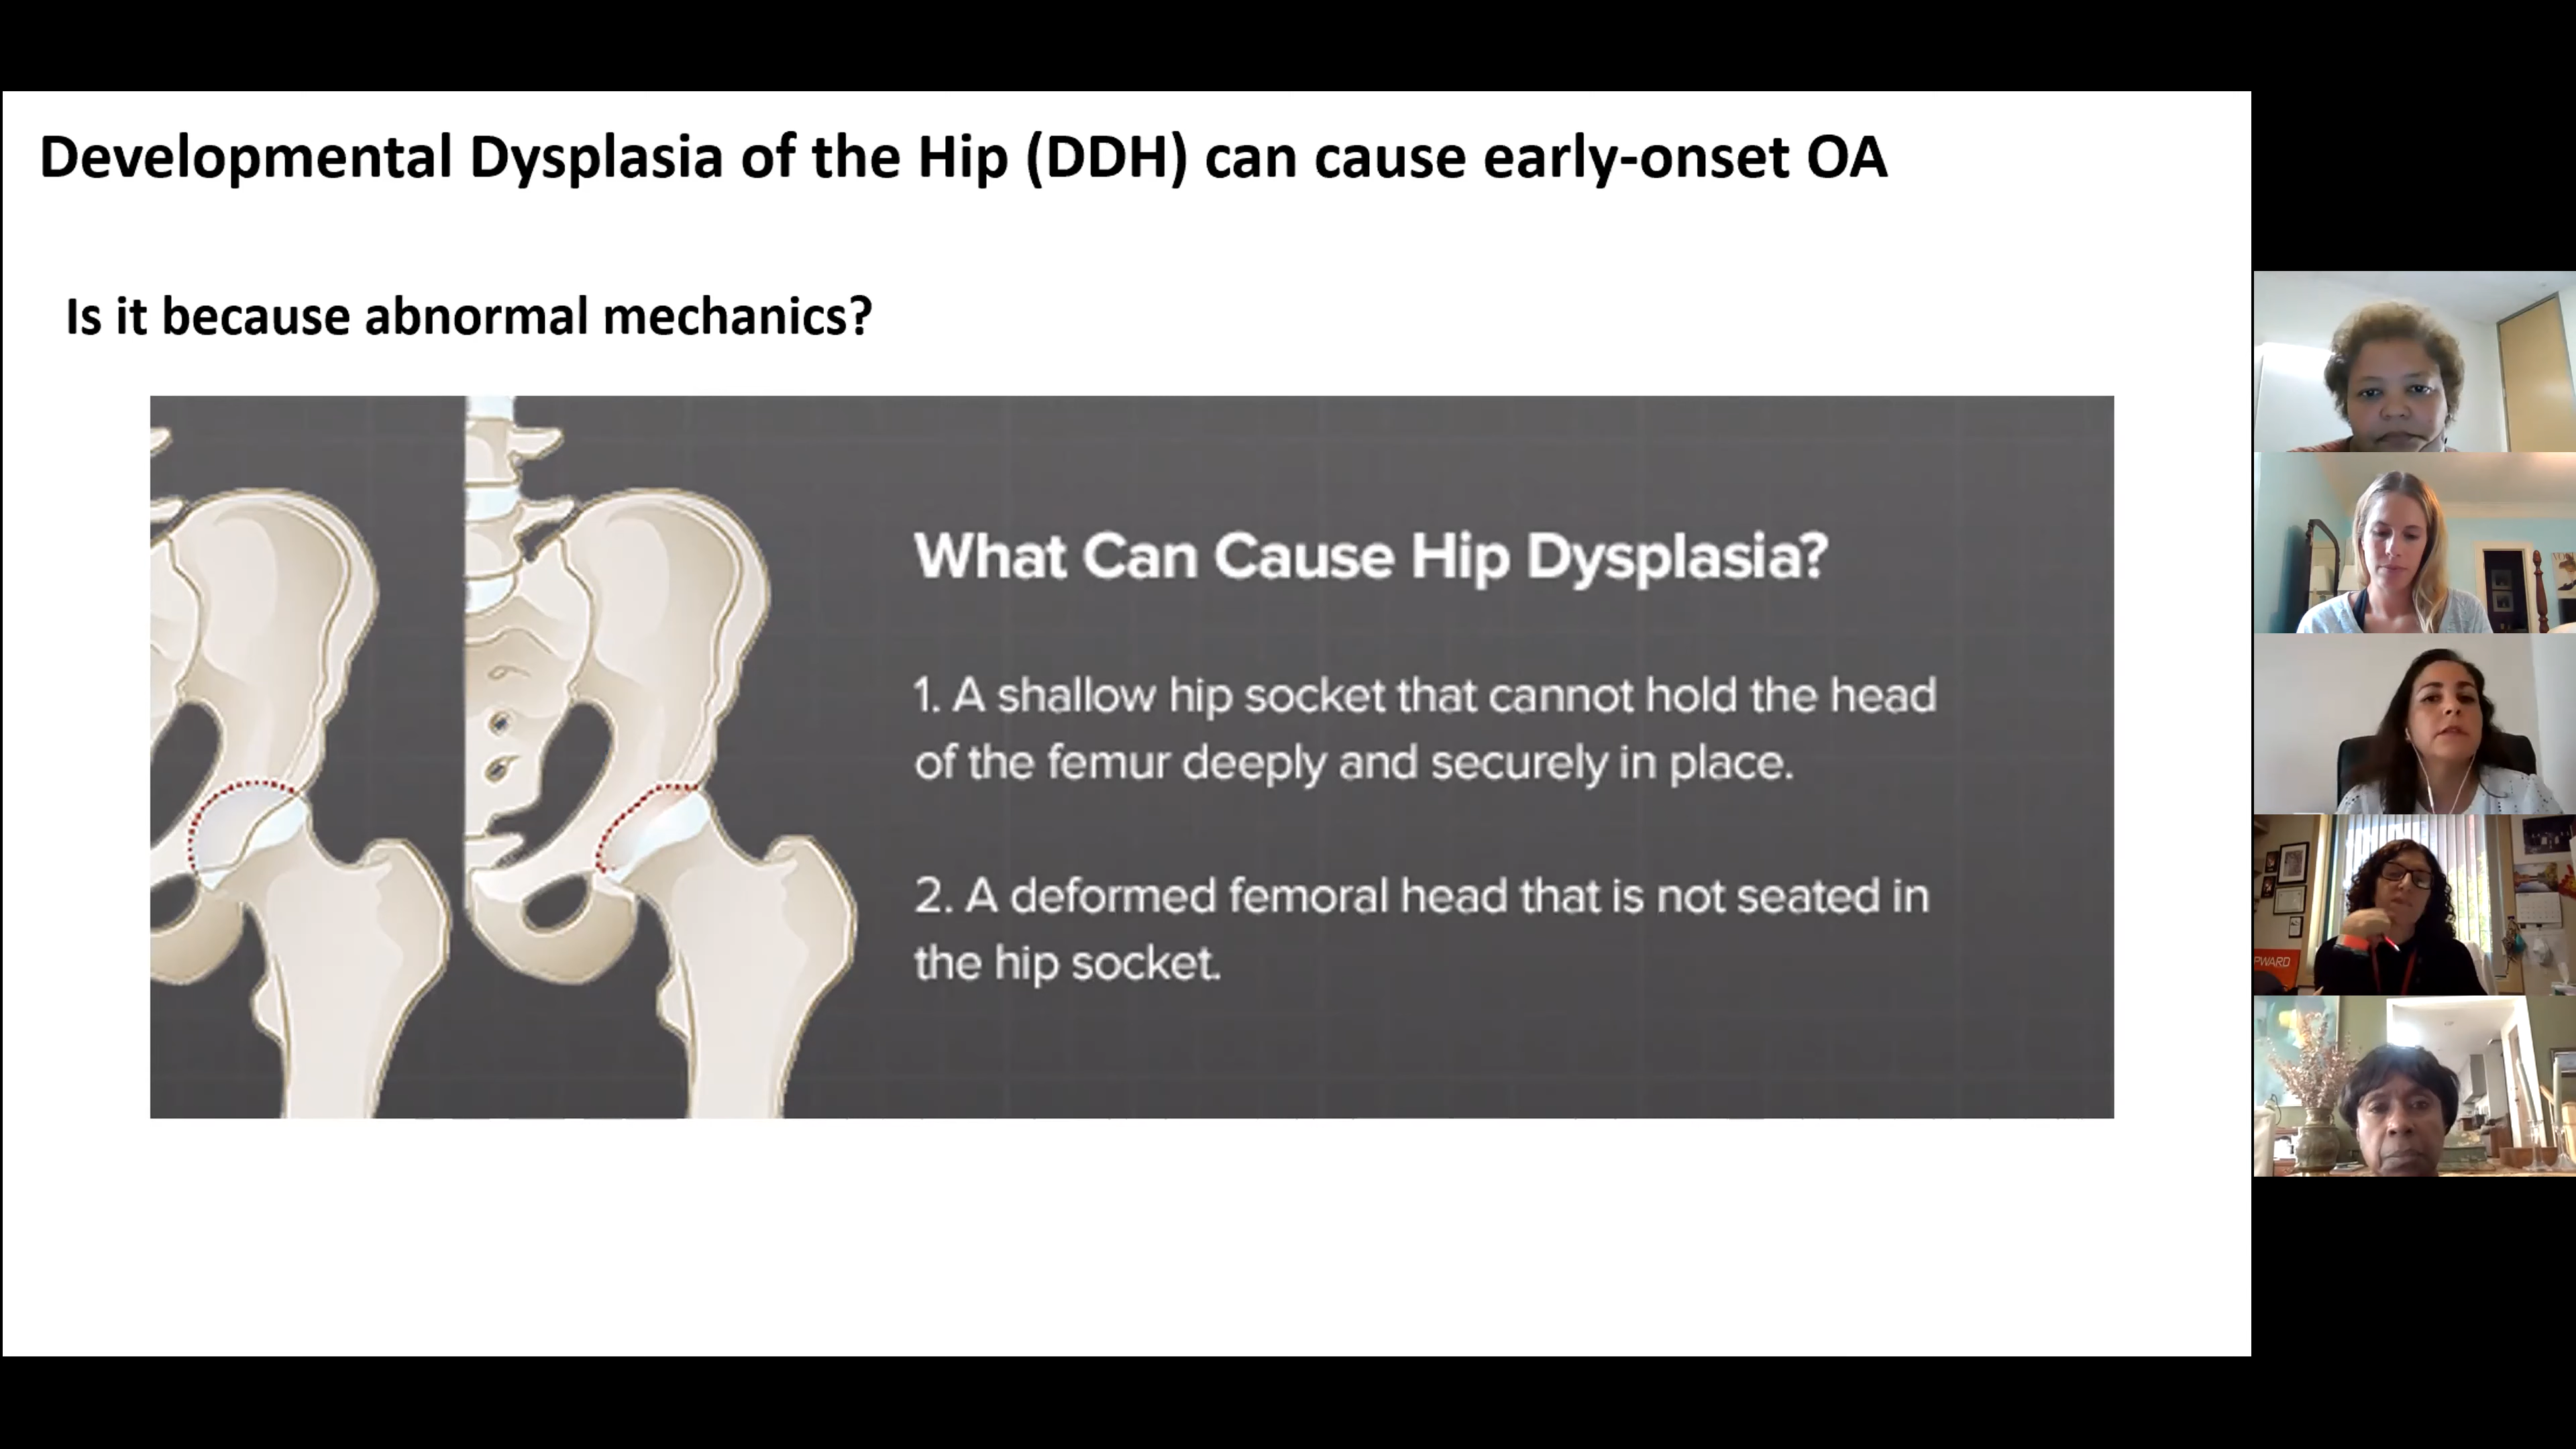 Developmental Dysplasia of the Hip (DDH) can cause early-onset OA
Is it because abnormal mechanics?
What Can Cause Hip Dysplasia?
1. A shallow hip socket that cannot hold the head
of the femur deeply and securely in place.
2. A deformed femoral head that is not seated in
the hip socket.
PWARD